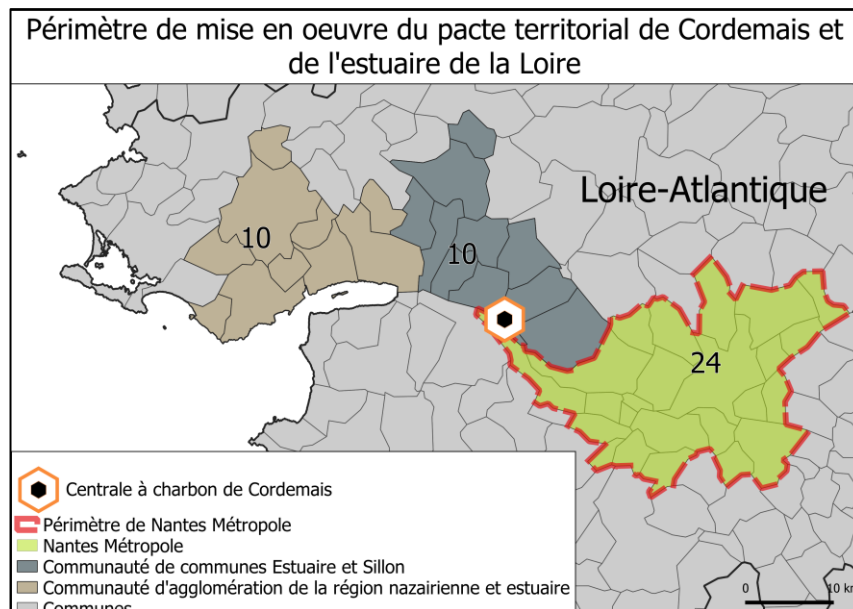 Périmètre de mise en oeuvre du pacte territorial de Cordemais et
de l'estuaire de la Loire
Loire-Atlantique
10
10
24
Centrale à charbon de Cordemais
Périmètre de Nantes Métropole
Nantes Métropole
Communauté de communes Estuaire et Sillon
Communauté d'agglomération de la région nazairienne et estuaire
Communes
0 10 km